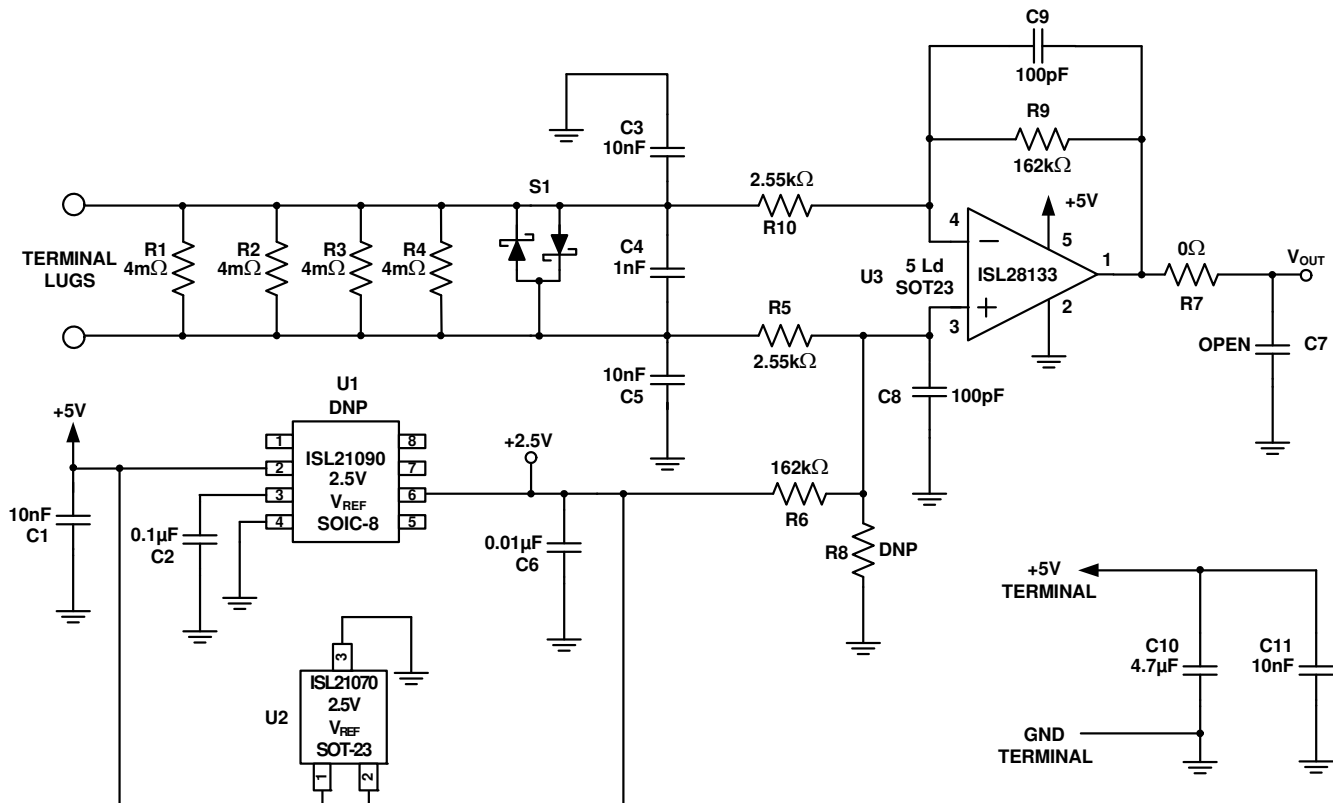 C9
100pF
R9
162kΩ
C3
10nF
S1
2.55kΩ
R10
+5V
4
5
TERMINAL
LUGS
R1
4mΩ
R2
4mΩ
R3
4mΩ
R4
4mΩ
C4
1nF
U3
5 Ld
SOT23
ISL28133
1
0Ω
R7
VOUT
3
2
R5
2.55kΩ
OPEN
C7
10nF
C5
C8
100pF
U1
DNP
+5V
1
2
3
4
ISL21090
2.5V
VREF
SOIC-8
8
7
6
5
+2.5V
10nF
C1
0.1µF
C2
0.01µF
C6
162kΩ
R6
R8
DNP
+5V
TERMINAL
C10
4.7µF
C11
10nF
GND
TERMINAL
3
U2
ISL21070
2.5V
VREF
SOT-23
1
2